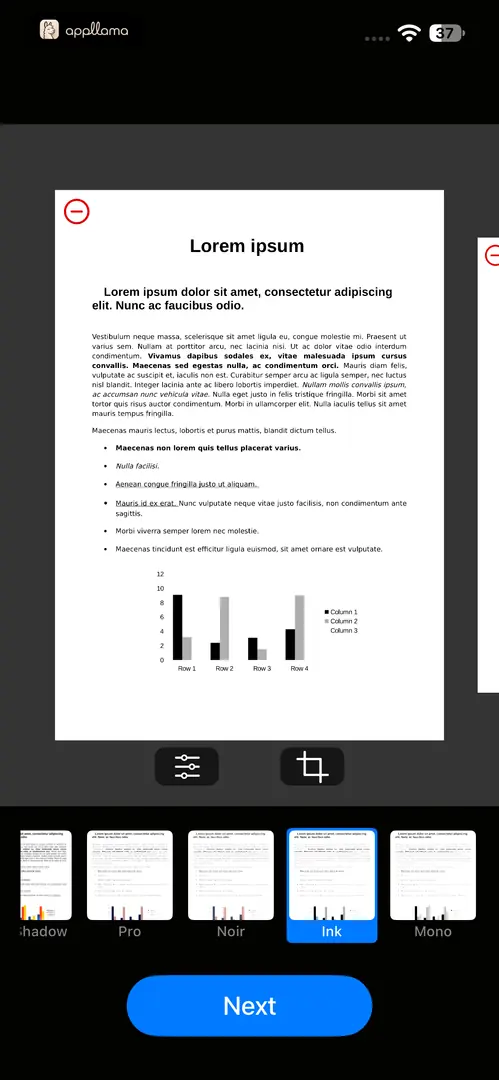 appllama
37
Lorem ipsum
Lorem ipsum dolor sit amet, consectetur adipiscing
elit. Nunc ac faucibus odio.
Vestibulum neque massa, scelerisque sit amet ligula eu, congue molestie mi. Praesent ut
varius sem. Nullam at porttitor arcu, nec lacinia nisi. Ut ac dolor vitae odio interdum
condimentum. Vivamus dapibus sodales ex, vitae malesuada ipsum cursus
convallis. Maecenas sed egestas nulla, ac condimentum orci. Mauris diam felis,
vulputate ac suscipit et, iaculis non est. Curabitur semper arcu ac ligula semper, nec luctus
nisl blandit. Integer lacinia ante ac libero lobortis imperdiet. Nullam mollis convallis ipsum,
ac accumsan nunc vehicula vitae. Nulla eget justo in felis tristique fringilla. Morbi sit amet
tortor quis risus auctor condimentum. Morbi in ullamcorper elit. Nulla iaculis tellus sit amet
mauris tempus fringilla.
Maecenas mauris lectus, lobortis et purus mattis, blandit dictum tellus.
• Maecenas non lorem quis tellus placerat varius.
• Nulla facilisi.
• Aenean congue fringilla justo ut aliquam.
• Mauris id ex erat. Nunc vulputate neque vitae justo facilisis, non condimentum ante
sagittis.
• Morbi viverra semper lorem nec molestie.
• Maecenas tincidunt est efficitur ligula euismod, sit amet ornare est vulputate.
12
10
8
6
4
2
0
Row 1 Row 2 Row 3 Row 4
Column 1
Column 2
Column 3
Shadow Pro Noir Ink Mono
Next